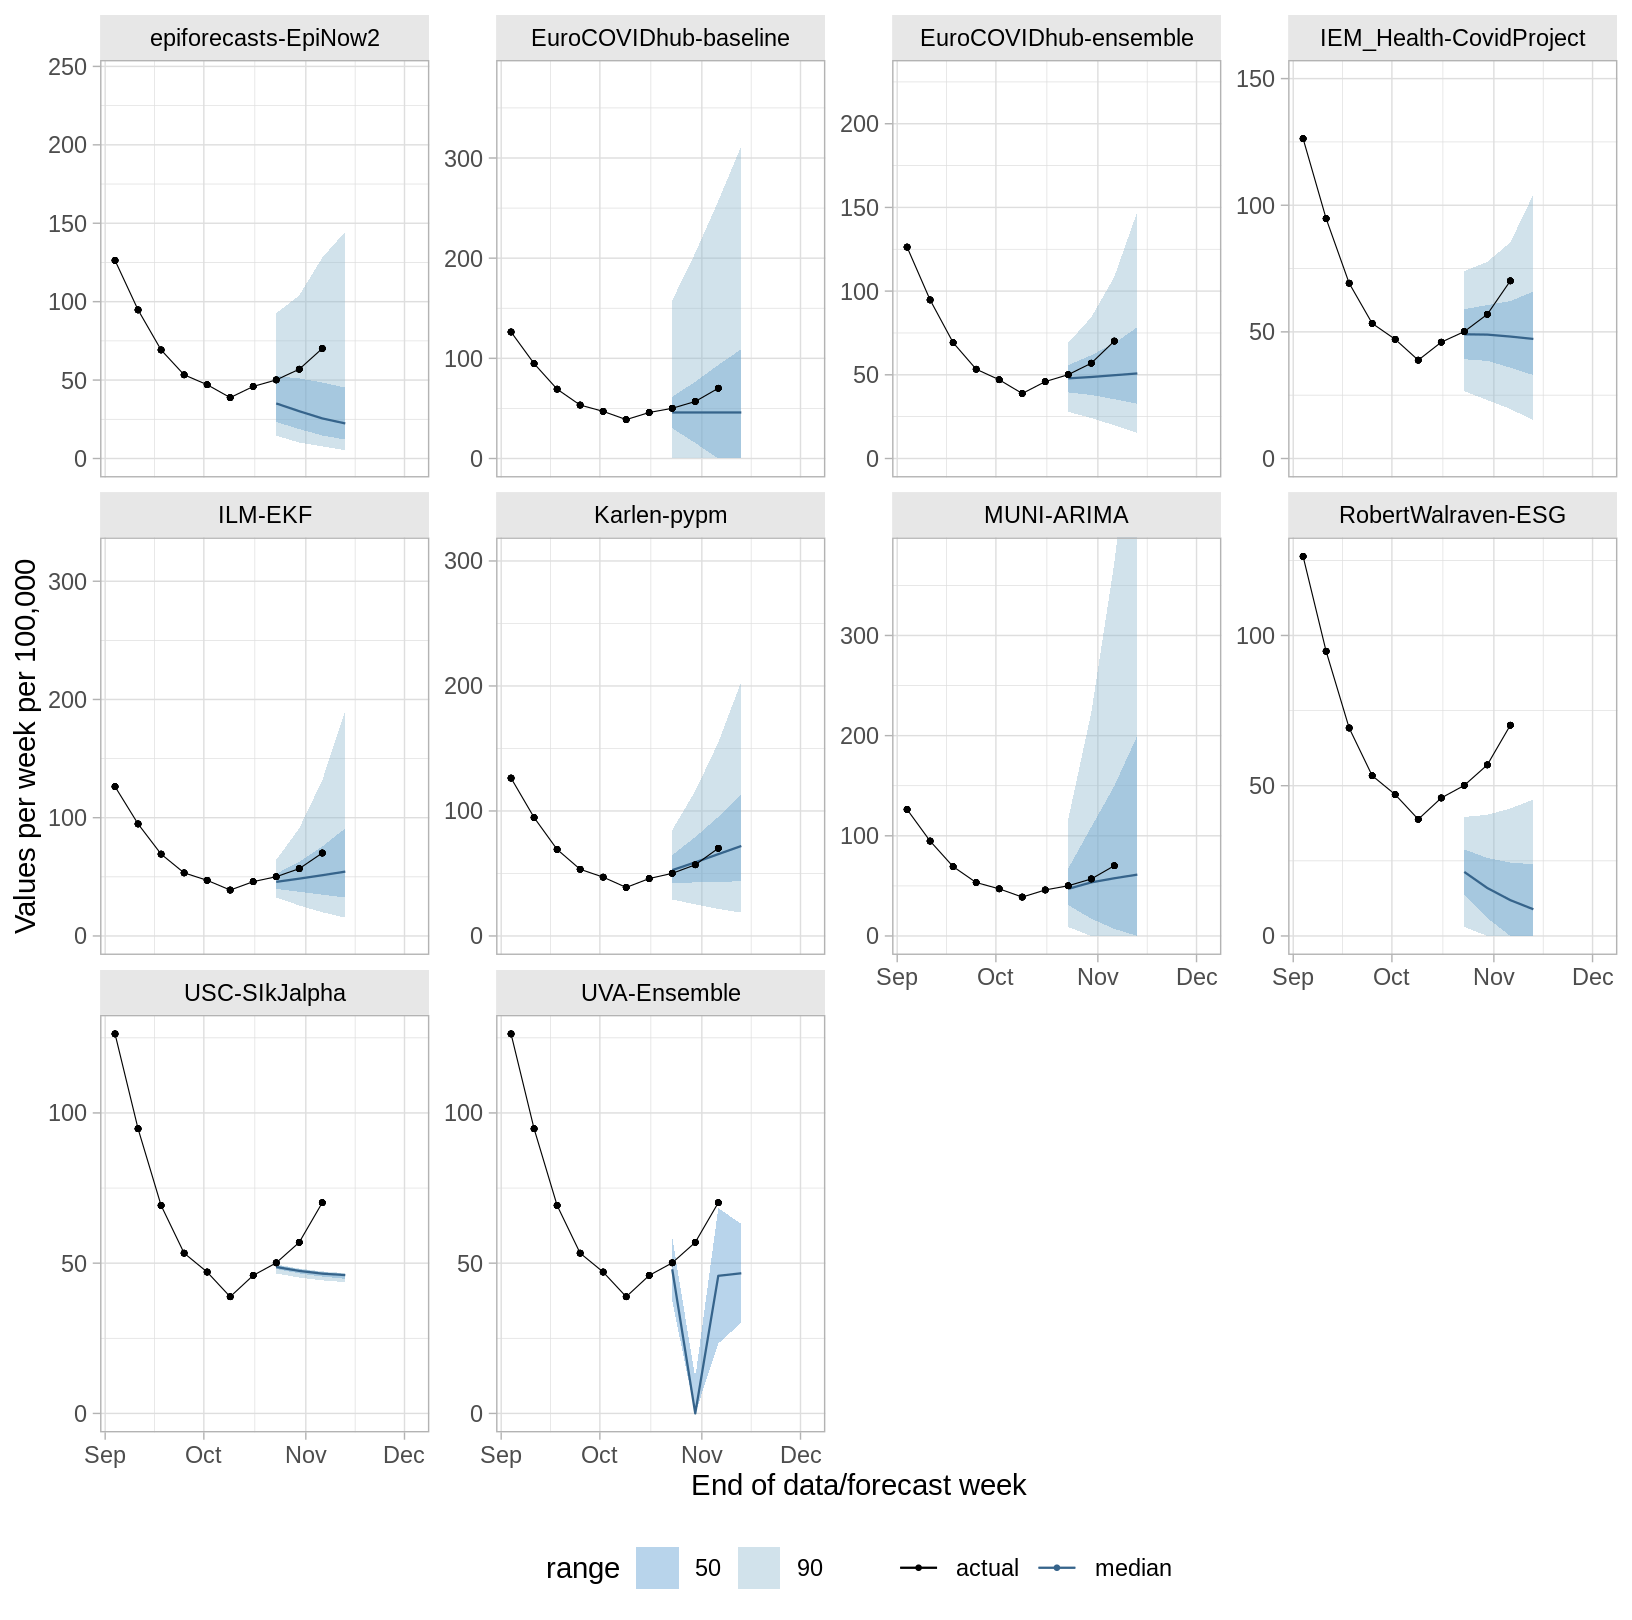 epiforecasts-EpiNow2
EuroCOVIDhub-baseline
EuroCOVIDhub-ensemble
IEM_Health-CovidProject
250
200
150
100
50
0
300
200
100
0
200
150
100
50
0
150
100
50
0
ILM-EKF
Karlen-pypm
MUNI-ARIMA
RobertWalraven-ESG
Values per week per 100,000
300
200
100
0
300
200
100
0
300
200
100
0
100
50
0
Sep Oct Nov Dec
Sep Oct Nov Dec
USC-SIkJalpha
UVA-Ensemble
100
50
0
100
50
0
Sep Oct Nov Dec
Sep Oct Nov Dec
End of data/forecast week
range 50 90 actual median